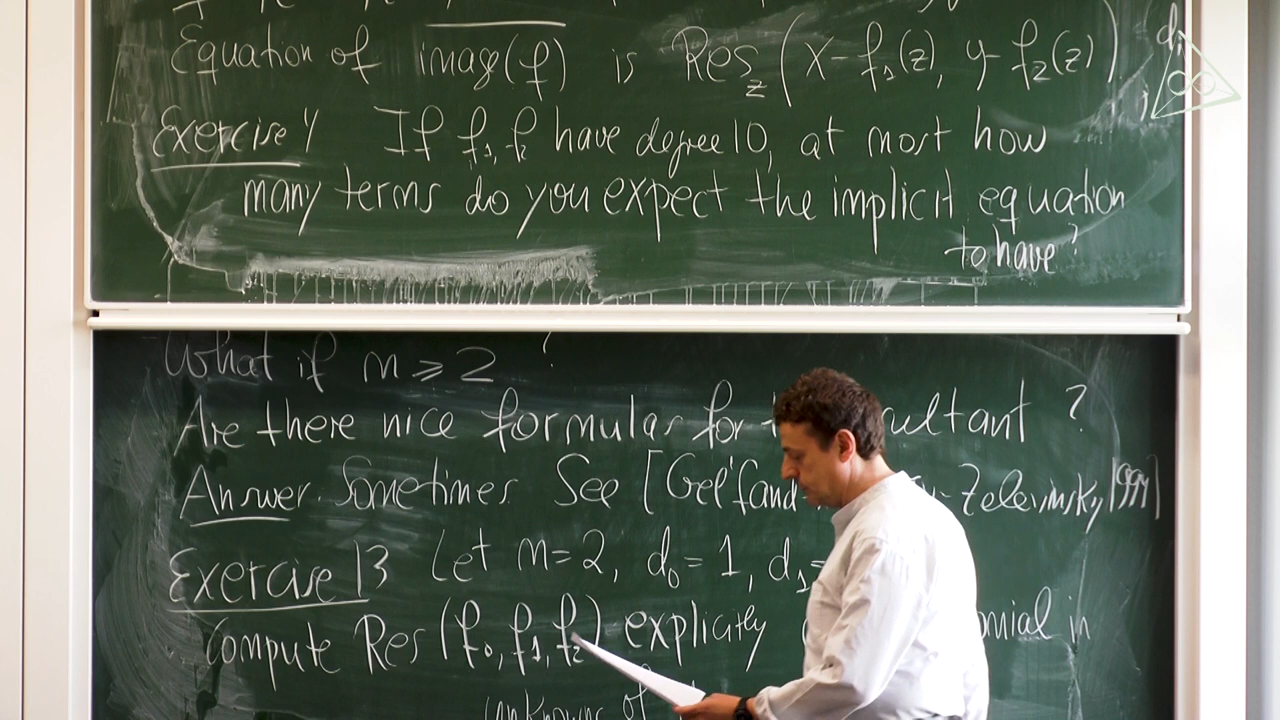 Equation of image(f) is Res_z (x-f_1(z), y-f_2(z))
Exercise 4 If f_1, f_2 have degree 10, at most how
many terms do you expect the implicit equation
to have?
What if n ⩾ 2 ?
Are there nice formulas for ultant ?
Answer. Sometimes See [Gel'fand Zelevinsky 1994]
Exercise 13 Let n=2, d_0=1, d_1=
Compute Res (f_0, f_1, f_2) explicitly in
unknowns of